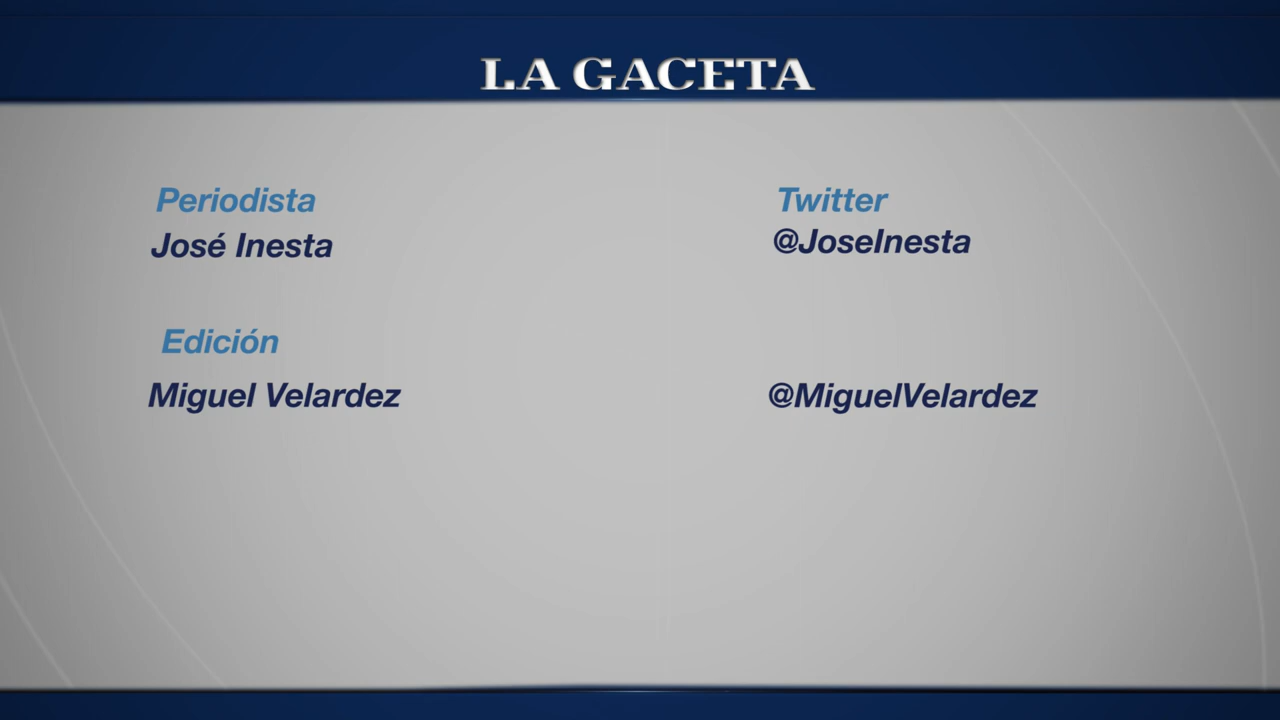 LA GACETA
Periodista
José Inesta
Twitter
@JoseInesta
Edición
Miguel Velardez
@MiguelVelardez